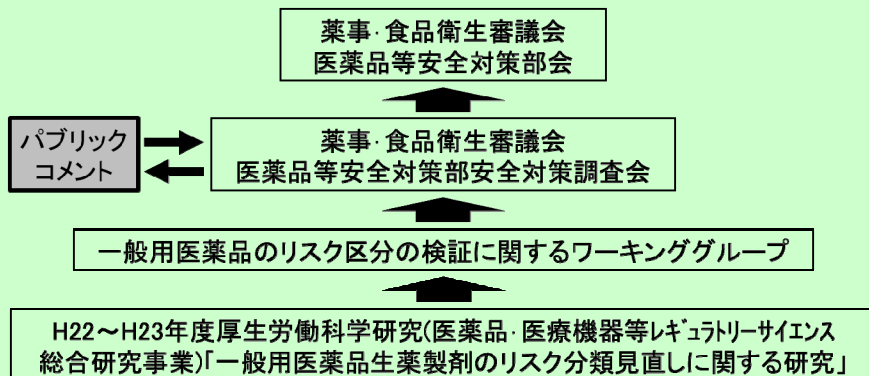 薬事・食品衛生審議会
医薬品等安全対策部会
パブリック
コメント
薬事・食品衛生審議会
医薬品等安全対策部安全対策調査会
一般用医薬品のリスク区分の検証に関するワーキンググループ
H22～H23年度厚生労働科学研究(医薬品・医療機器等ﾚｷﾞｭﾗﾄﾘｰｻｲｴﾝｽ
総合研究事業)「一般用医薬品生薬製剤のリスク分類見直しに関する研究」